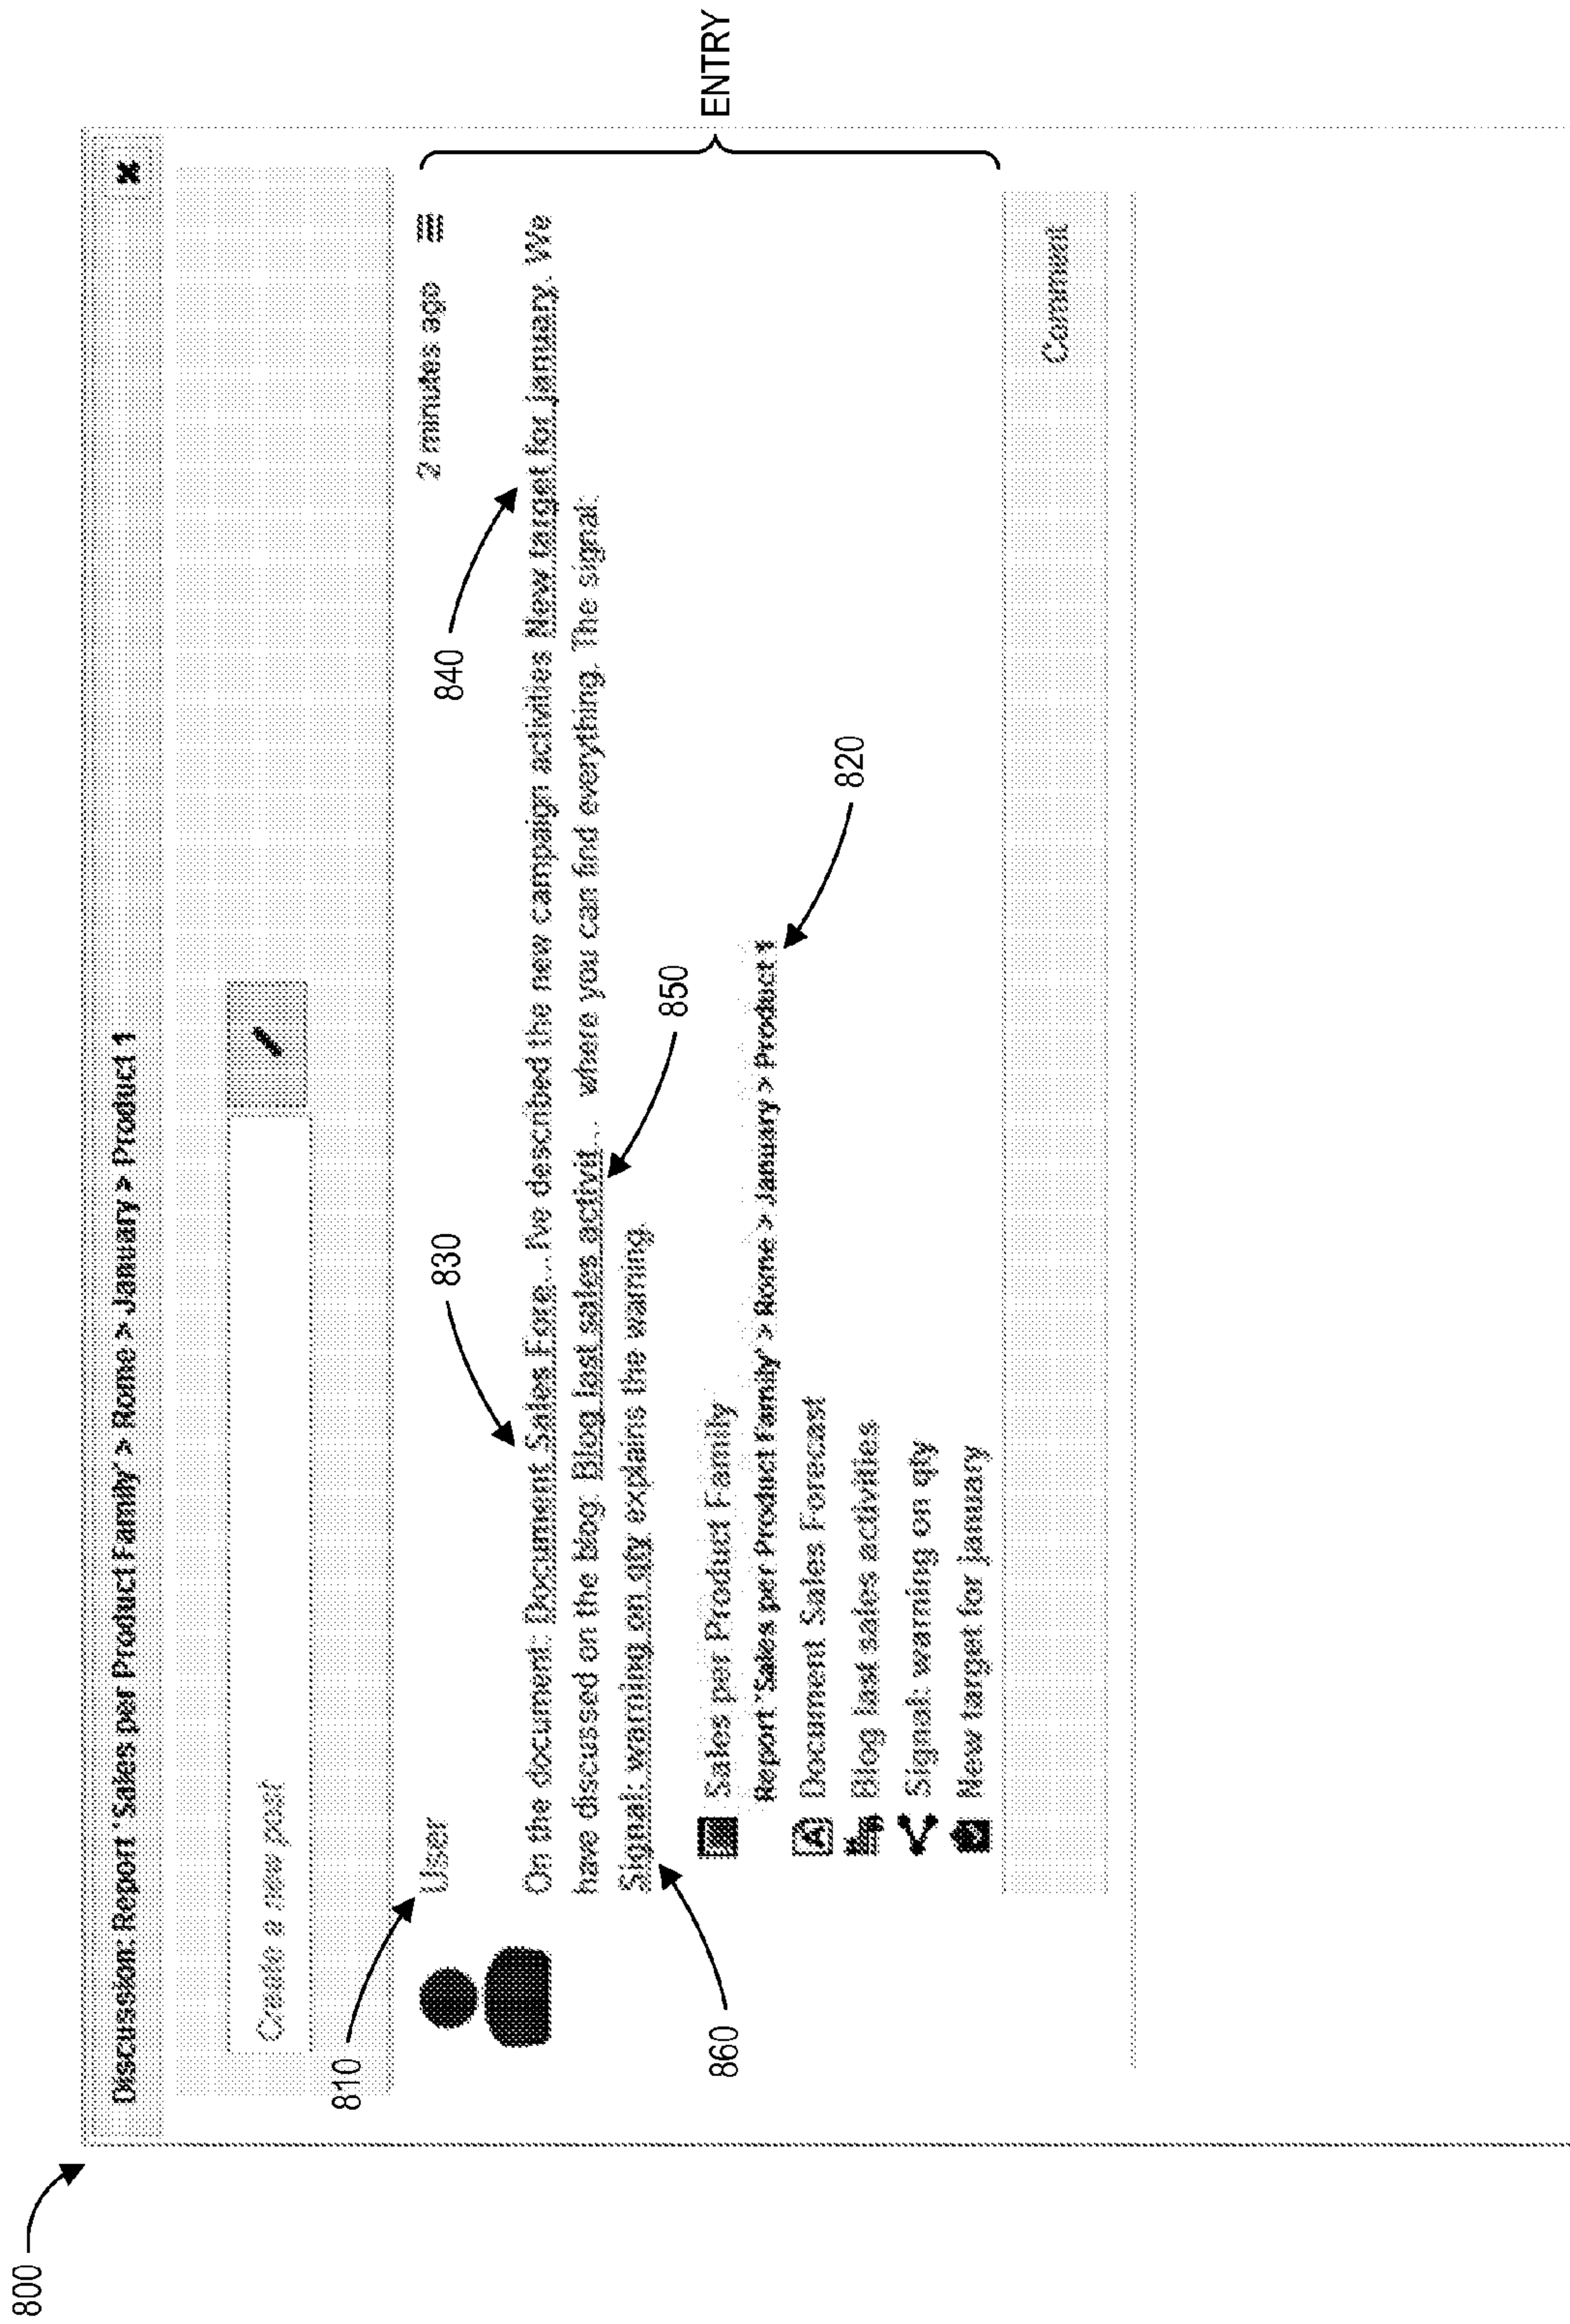 800
Discussion: Report 'Sales per Product Family' > Rome > January > Product 1
Create a new post
810
User
2 minutes ago
ENTRY
830
840
On the document: Document Sales Fore... I've described the new campaign activities New target for january. We
have discussed on the blog: Blog last sales activit... where you can find everything. The signal:
Signal: warning on qty explains the warning.
850
860
Sales per Product Family
Report 'Sales per Product Family' > Rome > January > Product 1
820
Document Sales Forecast
Blog last sales activities
Signal: warning on qty
New target for january
Comment